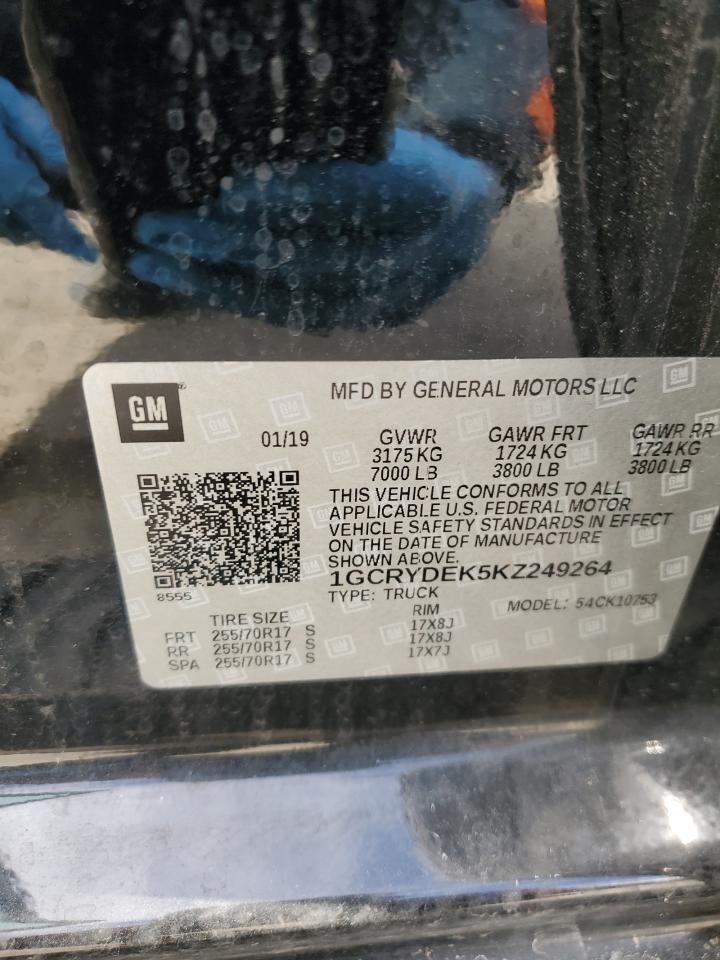 GM
MFD BY GENERAL MOTORS LLC
01/19 GVWR GAWR FRT GAWR RR
3175 KG 1724 KG 1724 KG
7000 LB 3800 LB 3800 LB
THIS VEHICLE CONFORMS TO ALL
APPLICABLE U.S. FEDERAL MOTOR
VEHICLE SAFETY STANDARDS IN EFFECT
ON THE DATE OF MANUFACTURE
SHOWN ABOVE.
1GCRYDEK5KZ249264
TYPE: TRUCK MODEL: 54CK10753
8555
TIRE SIZE RIM
FRT 255/70R17 S 17X8J
RR 255/70R17 S 17X8J
SPA 255/70R17 S 17X7J